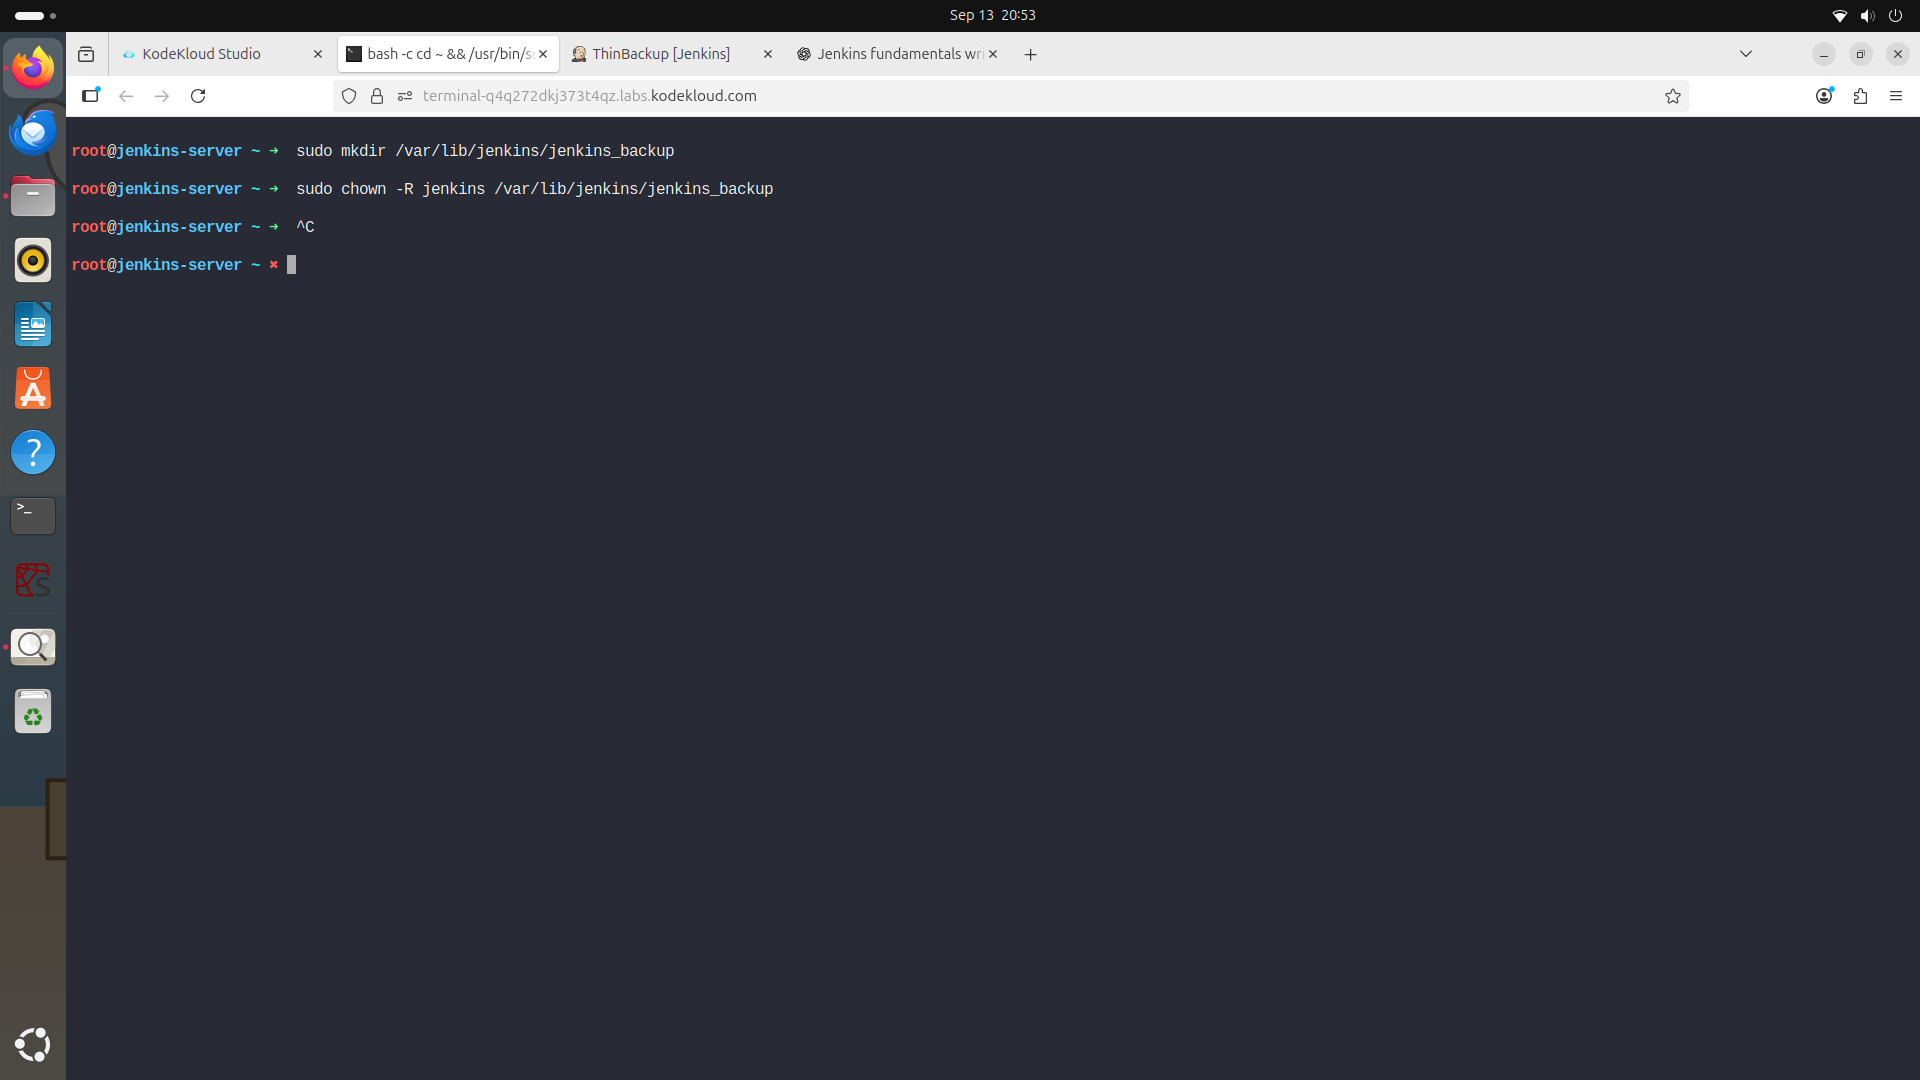 Sep 13 20:53
KodeKloud Studio
bash -c cd ~ && /usr/bin/s
ThinBackup [Jenkins]
Jenkins fundamentals wri
terminal-q4q272dkj373t4qz.labs.kodekloud.com
root@jenkins-server ~ ➜ sudo mkdir /var/lib/jenkins/jenkins_backup
root@jenkins-server ~ ➜ sudo chown -R jenkins /var/lib/jenkins/jenkins_backup
root@jenkins-server ~ ➜ ^C
root@jenkins-server ~ ✖